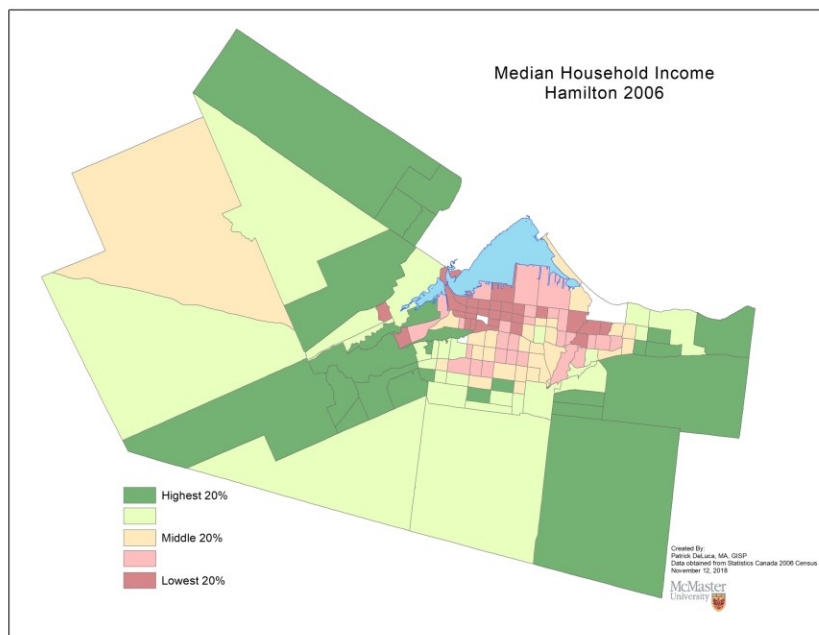 Median Household Income
Hamilton 2006
Highest 20%
Middle 20%
Lowest 20%
Created By:
Patrick DeLuca, MA, GISP
Data obtained from Statistics Canada 2006 Census
November 12, 2018
McMaster
University